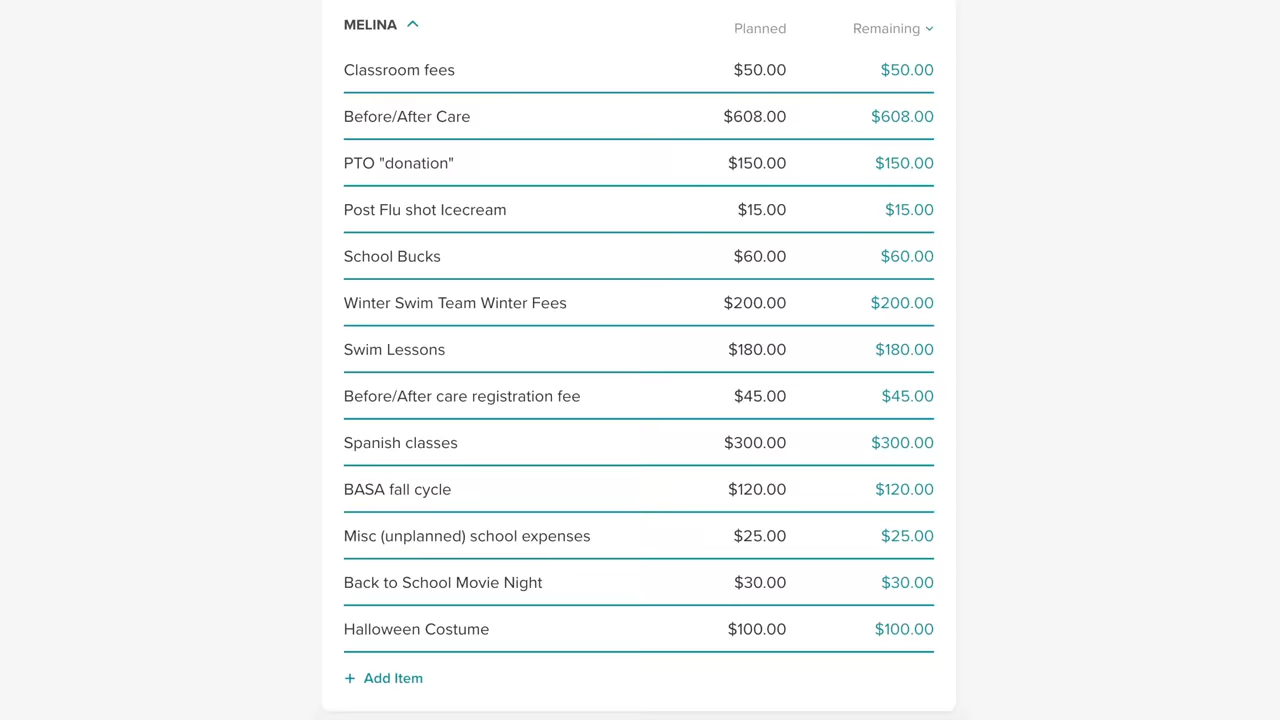 MELINA Planned Remaining
Classroom fees $50.00 $50.00
Before/After Care $608.00 $608.00
PTO "donation" $150.00 $150.00
Post Flu shot Icecream $15.00 $15.00
School Bucks $60.00 $60.00
Winter Swim Team Winter Fees $200.00 $200.00
Swim Lessons $180.00 $180.00
Before/After care registration fee $45.00 $45.00
Spanish classes $300.00 $300.00
BASA fall cycle $120.00 $120.00
Misc (unplanned) school expenses $25.00 $25.00
Back to School Movie Night $30.00 $30.00
Halloween Costume $100.00 $100.00
+ Add Item